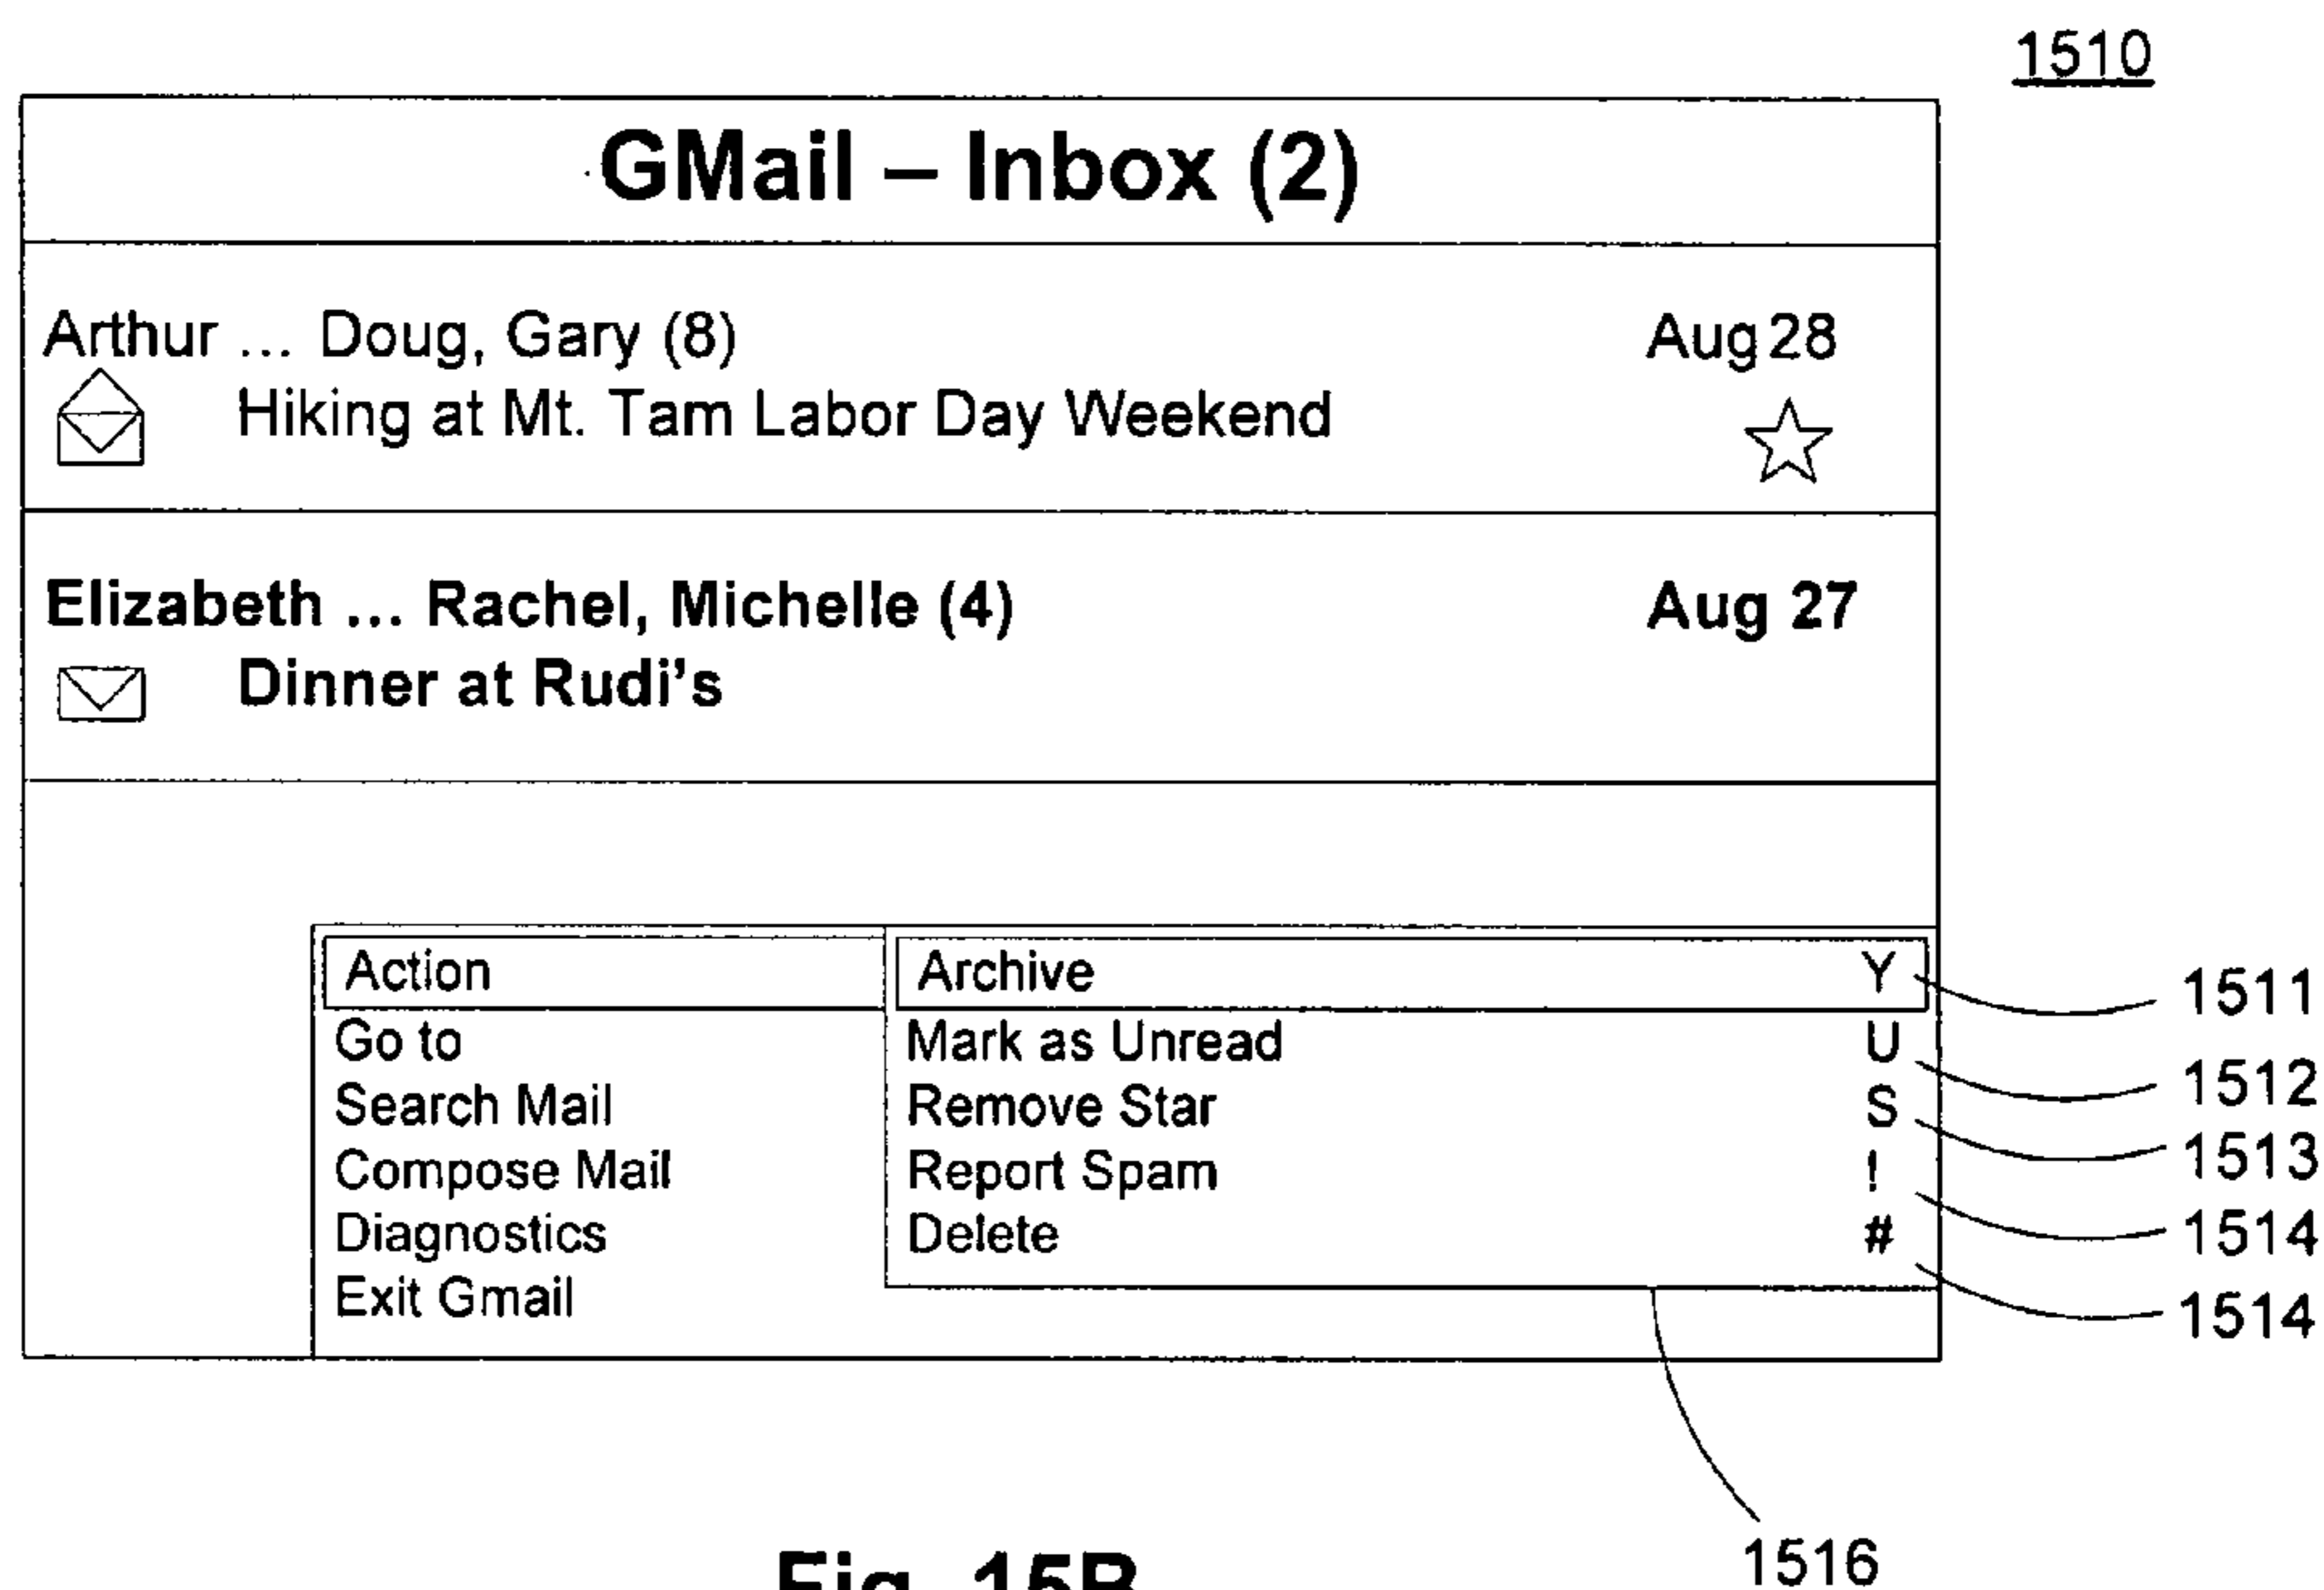 1510
GMail – Inbox (2)
Arthur ... Doug, Gary (8) Aug 28
Hiking at Mt. Tam Labor Day Weekend
Elizabeth ... Rachel, Michelle (4) Aug 27
Dinner at Rudi's
Action Archive Y 1511
Go to Mark as Unread U 1512
Search Mail Remove Star S 1513
Compose Mail Report Spam ! 1514
Diagnostics Delete # 1514
Exit Gmail
1516
Fig. 15B